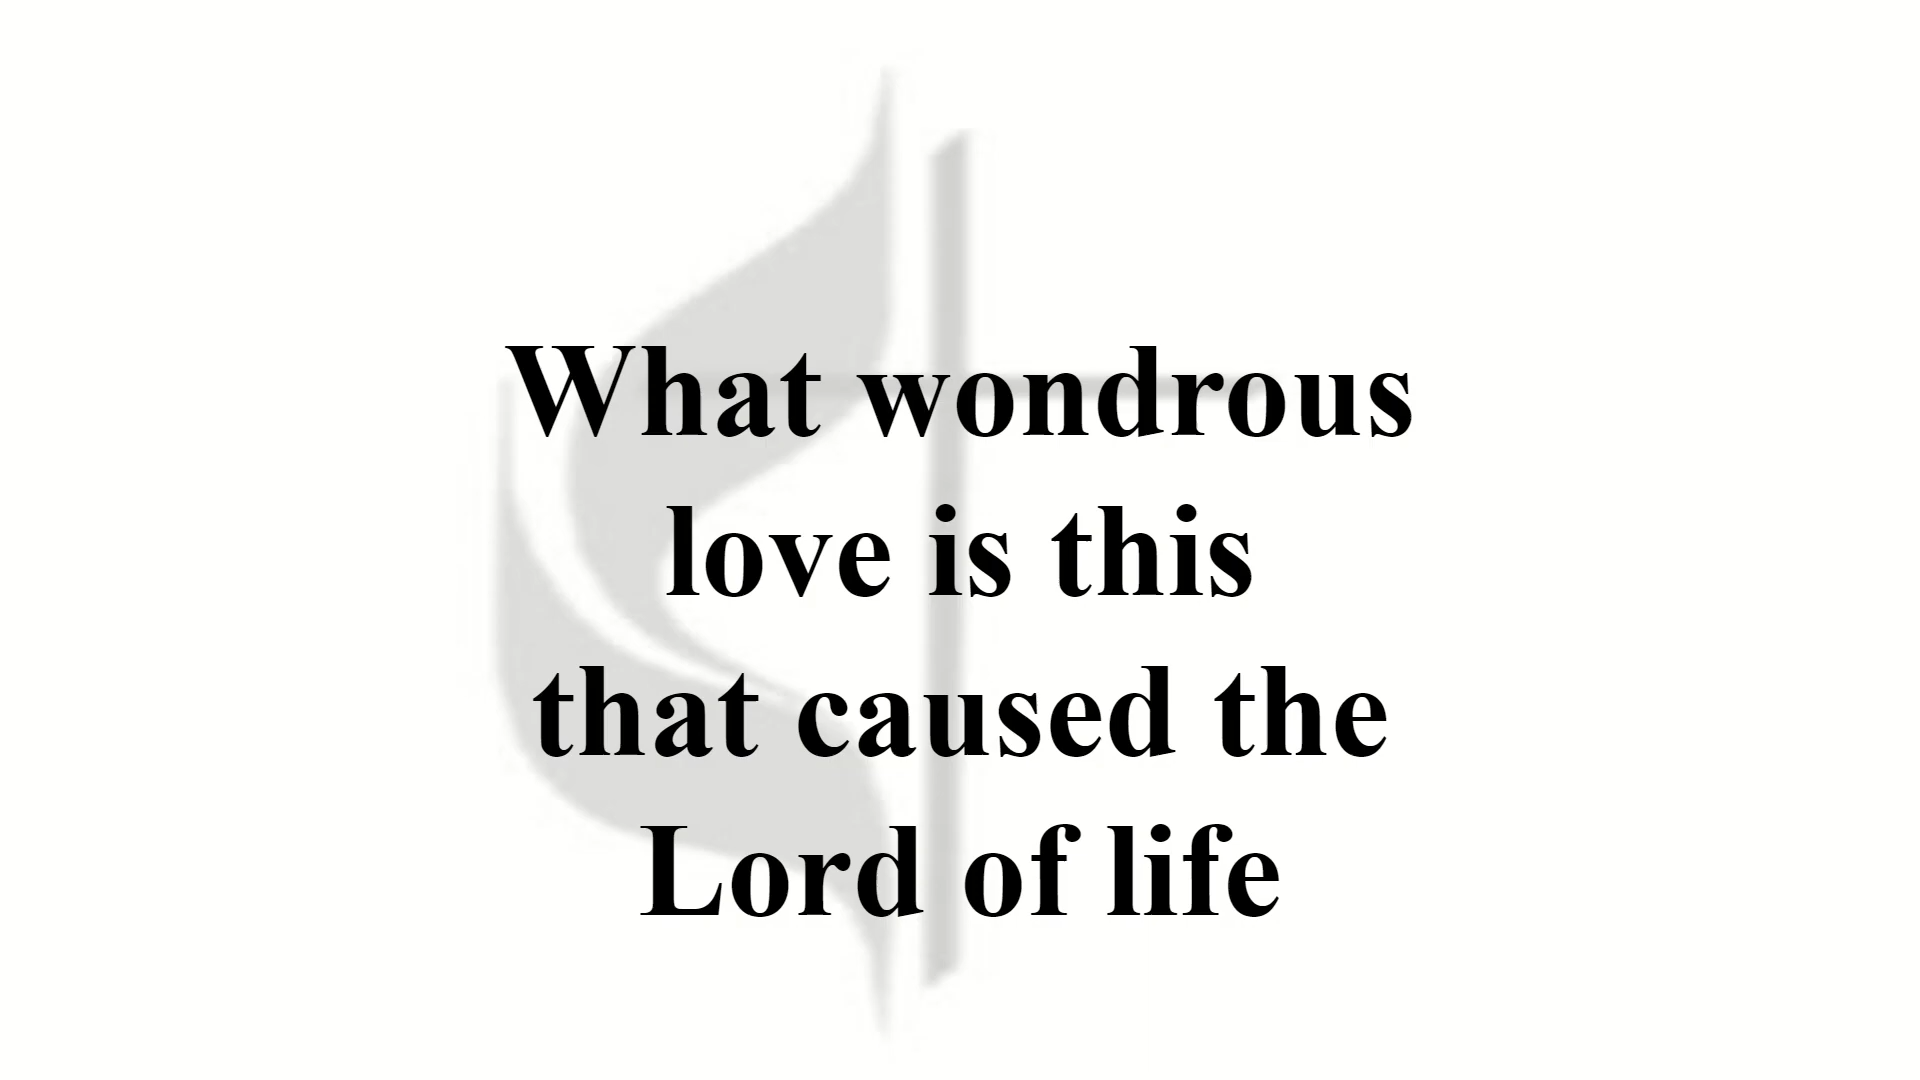 What wondrous
love is this
that caused the
Lord of life